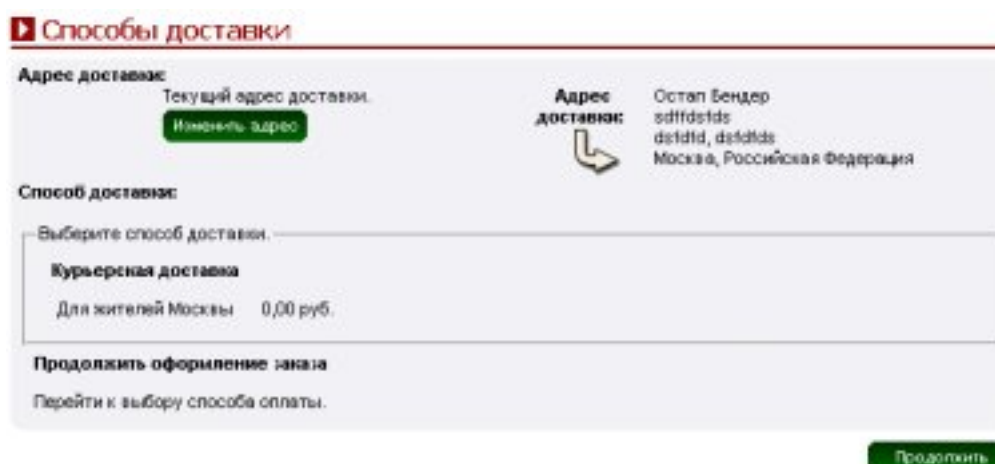 Способы доставки
Адрес доставки:
Текущий адрес доставки.
Изменить адрес
Адрес
доставки:
Остап Бендер
sdffdsfds
dsfdfd, dsfdfds
Москва, Российская Федерация
Способ доставки:
Выберите способ доставки.
Курьерская доставка
Для жителей Москвы 0,00 руб.
Продолжить оформление заказа
Перейти к выбору способа оплаты.
Продолжить